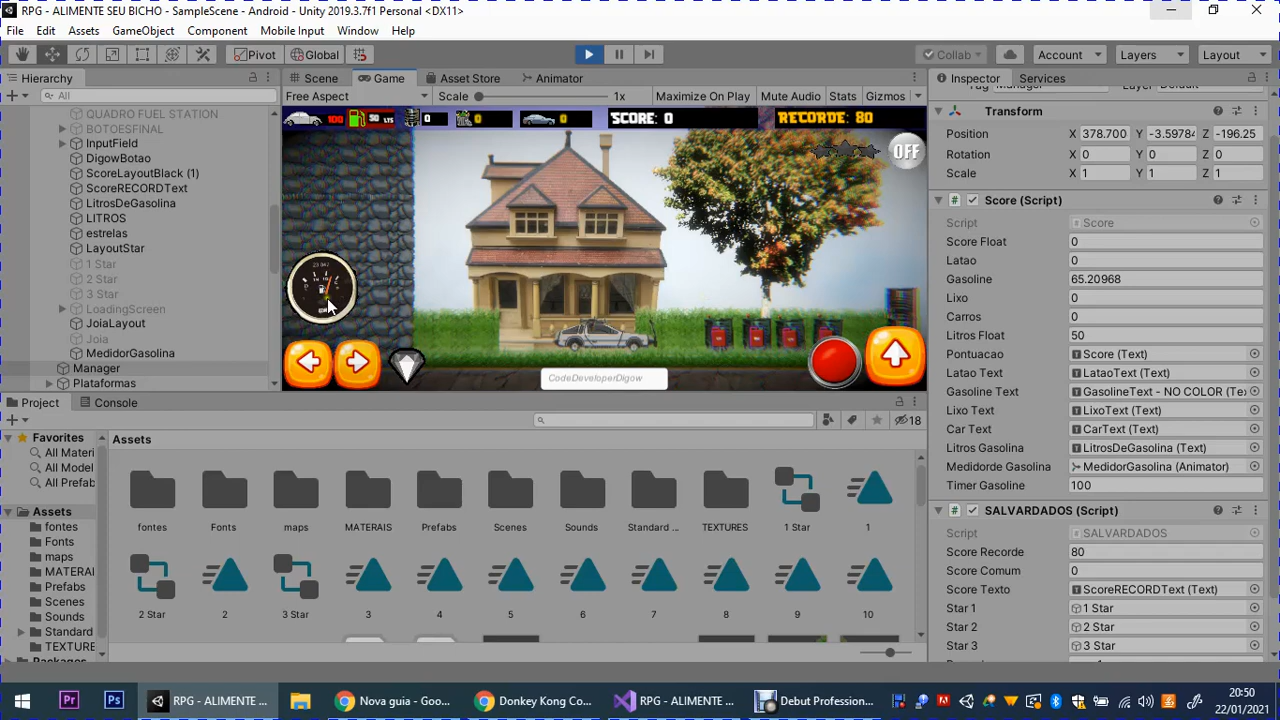 RPG - ALIMENTE SEU BICHO - SampleScene - Android - Unity 2019.3.7f1 Personal <DX11>
File Edit Assets GameObject Component Mobile Input Window Help
Pivot Global Collab Account Layers Layout
Hierarchy Scene Game Asset Store Animator Inspector Services
All Free Aspect Scale 1x Maximize On Play Mute Audio Stats Gizmos
QUADRO FUEL STATION
BOTOESFINAL
InputField
DigowBotao
ScoreLayoutBlack (1)
ScoreRECORDText
LitrosDeGasolina
LITROS
estrelas
LayoutStar
1 Star
2 Star
3 Star
LoadingScreen
JoiaLayout
Joia
MedidorGasolina
Manager
Plataformas
100 50 LTS 0 0 0 SCORE: 0 RECORDE: 80
OFF
CodeDeveloperDigow
Transform
Position X 378.700 Y -3.59784 Z -196.25
Rotation X 0 Y 0 Z 0
Scale X 1 Y 1 Z 1
Score (Script)
Script Score
Score Float 0
Latao 0
Gasoline 65.20968
Lixo 0
Carros 0
Litros Float 50
Pontuacao Score (Text)
Latao Text LataoText (Text)
Gasolina Text GasolineText - NO COLOR (Te
Lixo Text LixoText (Text)
Car Text CarText (Text)
Litros Gasolina LitrosDeGasolina (Text)
Medidorde Gasolina MedidorGasolina (Animator)
Timer Gasoline 100
SALVARDADOS (Script)
Script SALVARDADOS
Score Recorde 80
Score Comum 0
Score Texto ScoreRECORDText (Text)
Star 1 1 Star
Star 2 2 Star
Star 3 3 Star
Project Console
18
Favorites
All Materi
All Model
All Prefab
Assets
fontes
Fonts
maps
MATERIA
Prefabs
Scenes
Sounds
Standard
TEXTURE
Assets
fontes Fonts maps MATERAIS Prefabs Scenes Sounds Standard ... TEXTURES 1 Star 1
2 Star 2 3 Star 3 4 5 6 7 8 9 10
RPG - ALIMENTE ... Nova guia - Goo... Donkey Kong Co... RPG - ALIMENTE ... Debut Profession...
20:50
22/01/2021